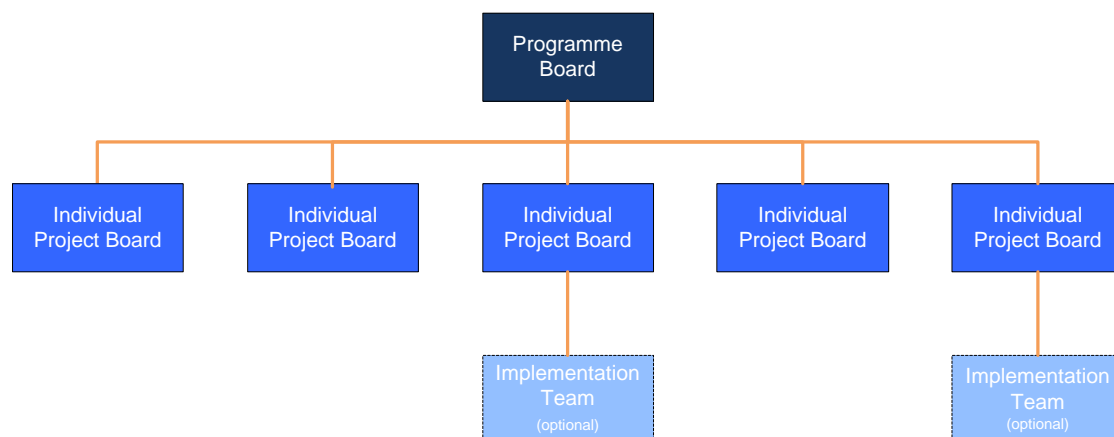 Programme
Board
Individual
Project Board
Individual
Project Board
Individual
Project Board
Individual
Project Board
Individual
Project Board
Implementation
Team
(optional)
Implementation
Team
(optional)